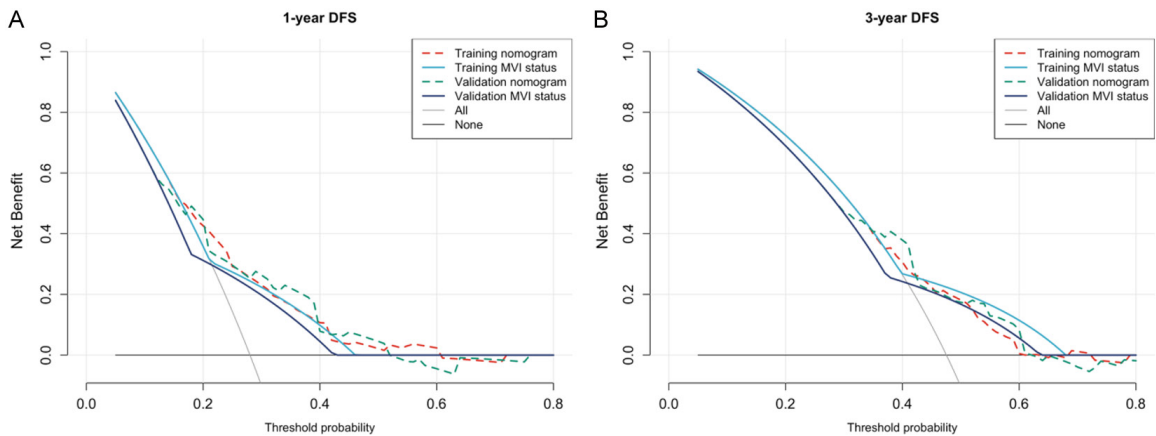 A
1-year DFS
Net Benefit
1.0
0.8
0.6
0.4
0.2
0.0
Training nomogram
Training MVI status
Validation nomogram
Validation MVI status
All
None
0.0 0.2 0.4 0.6 0.8
Threshold probability
B
3-year DFS
Net Benefit
1.0
0.8
0.6
0.4
0.2
0.0
Training nomogram
Training MVI status
Validation nomogram
Validation MVI status
All
None
0.0 0.2 0.4 0.6 0.8
Threshold probability